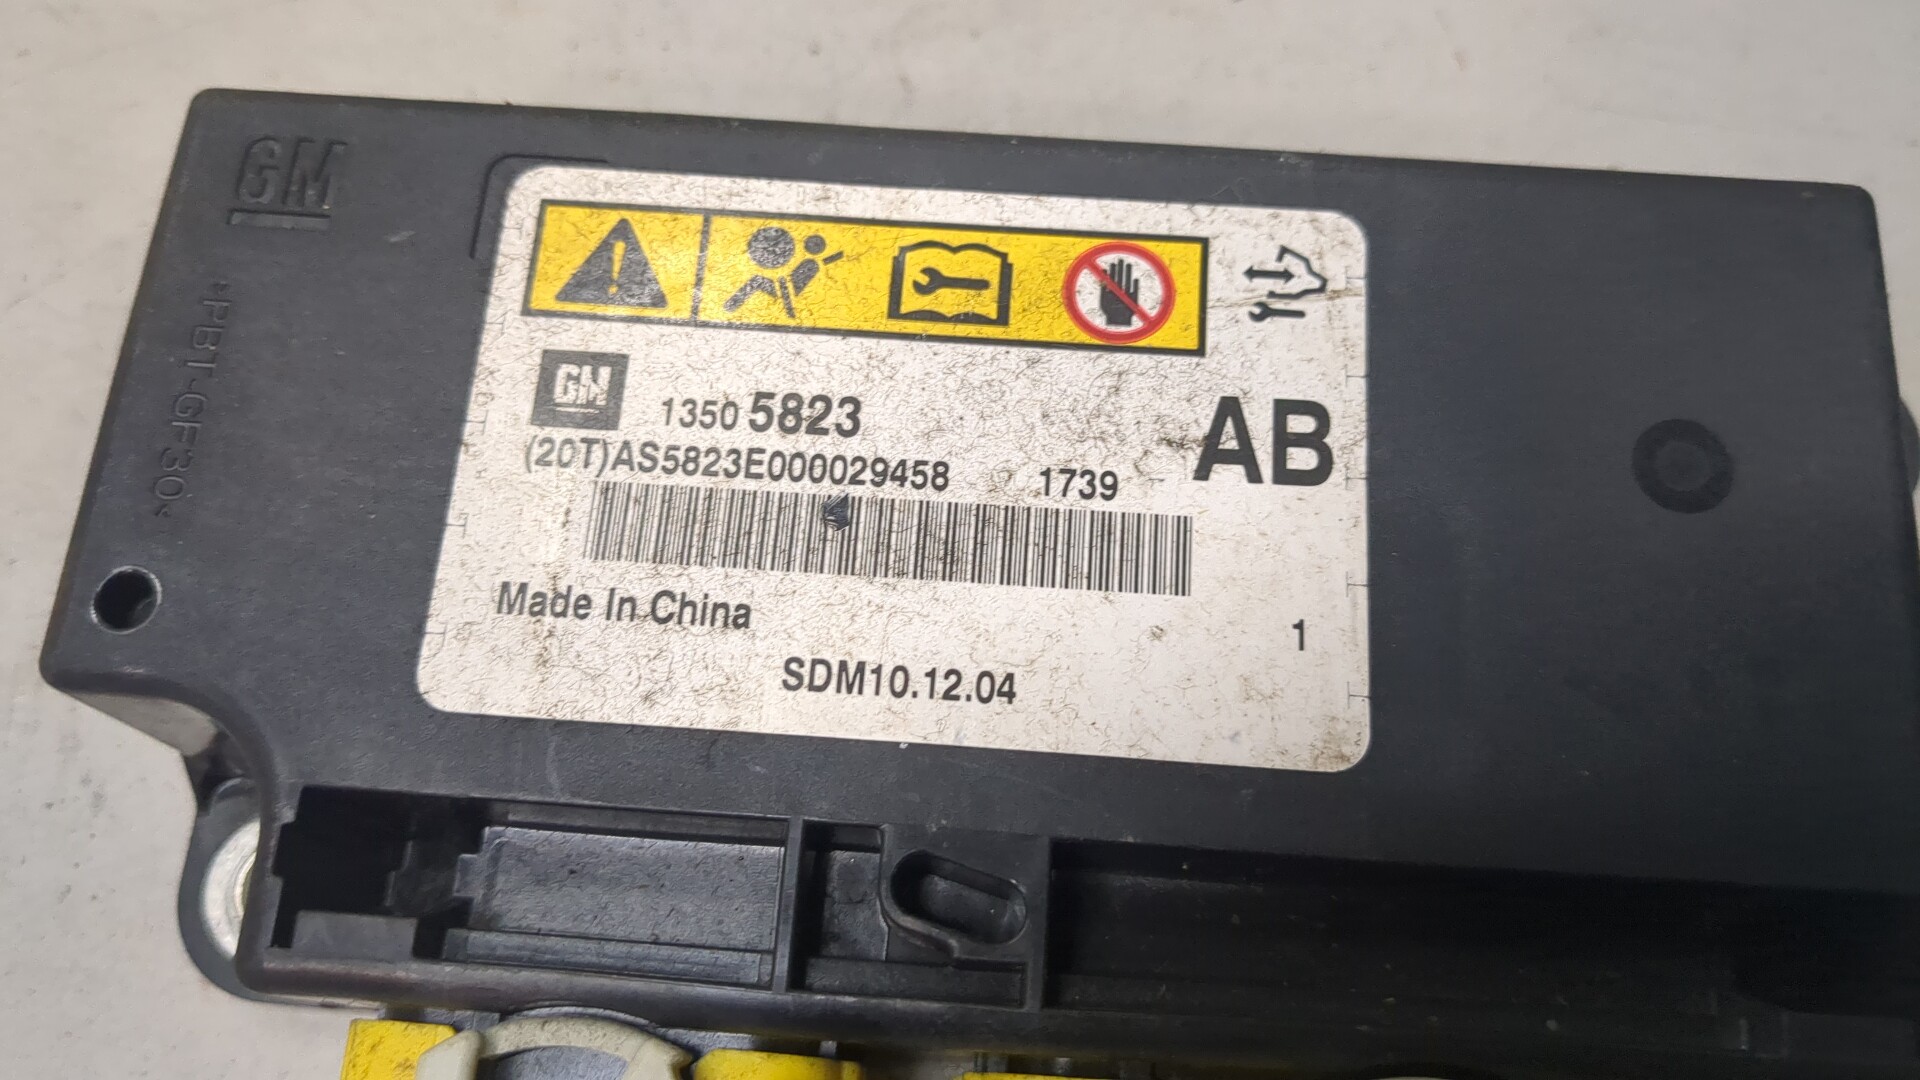 GM
>PBT-GF30<
GM
1350 5823
AB
(20T)AS5823E000029458 1739
Made In China
1
SDM10.12.04